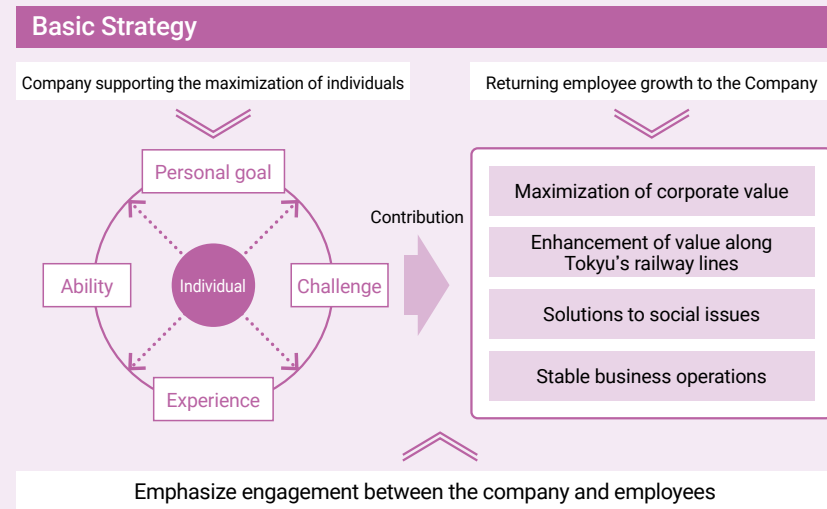 Basic Strategy
Company supporting the maximization of individuals
Returning employee growth to the Company
Personal goal
Ability
Individual
Challenge
Experience
Contribution
Maximization of corporate value
Enhancement of value along
Tokyu's railway lines
Solutions to social issues
Stable business operations
Emphasize engagement between the company and employees